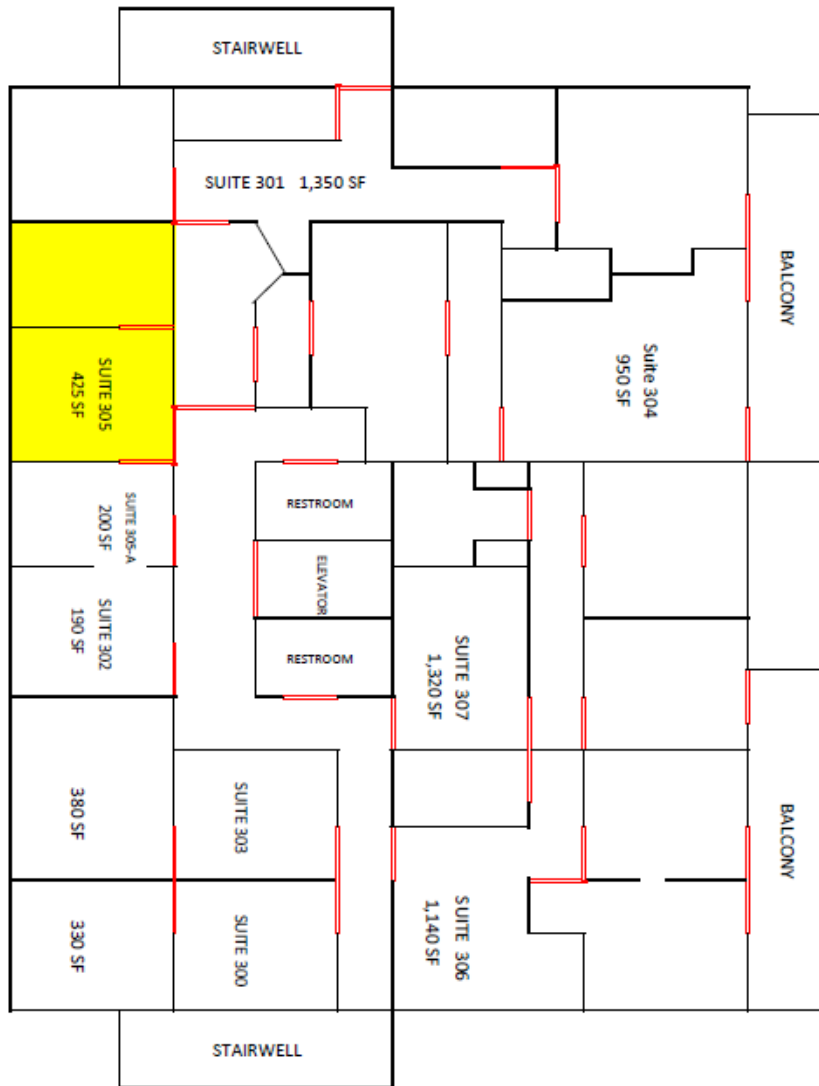 STAIRWELL
SUITE 301 1,350 SF
BALCONY
Suite 304
950 SF
SUITE 305
425 SF
SUITE 305-A
200 SF
RESTROOM
ELEVATOR
SUITE 302
190 SF
RESTROOM
SUITE 307
1,320 SF
380 SF
SUITE 303
BALCONY
330 SF
SUITE 300
SUITE 306
1,140 SF
STAIRWELL